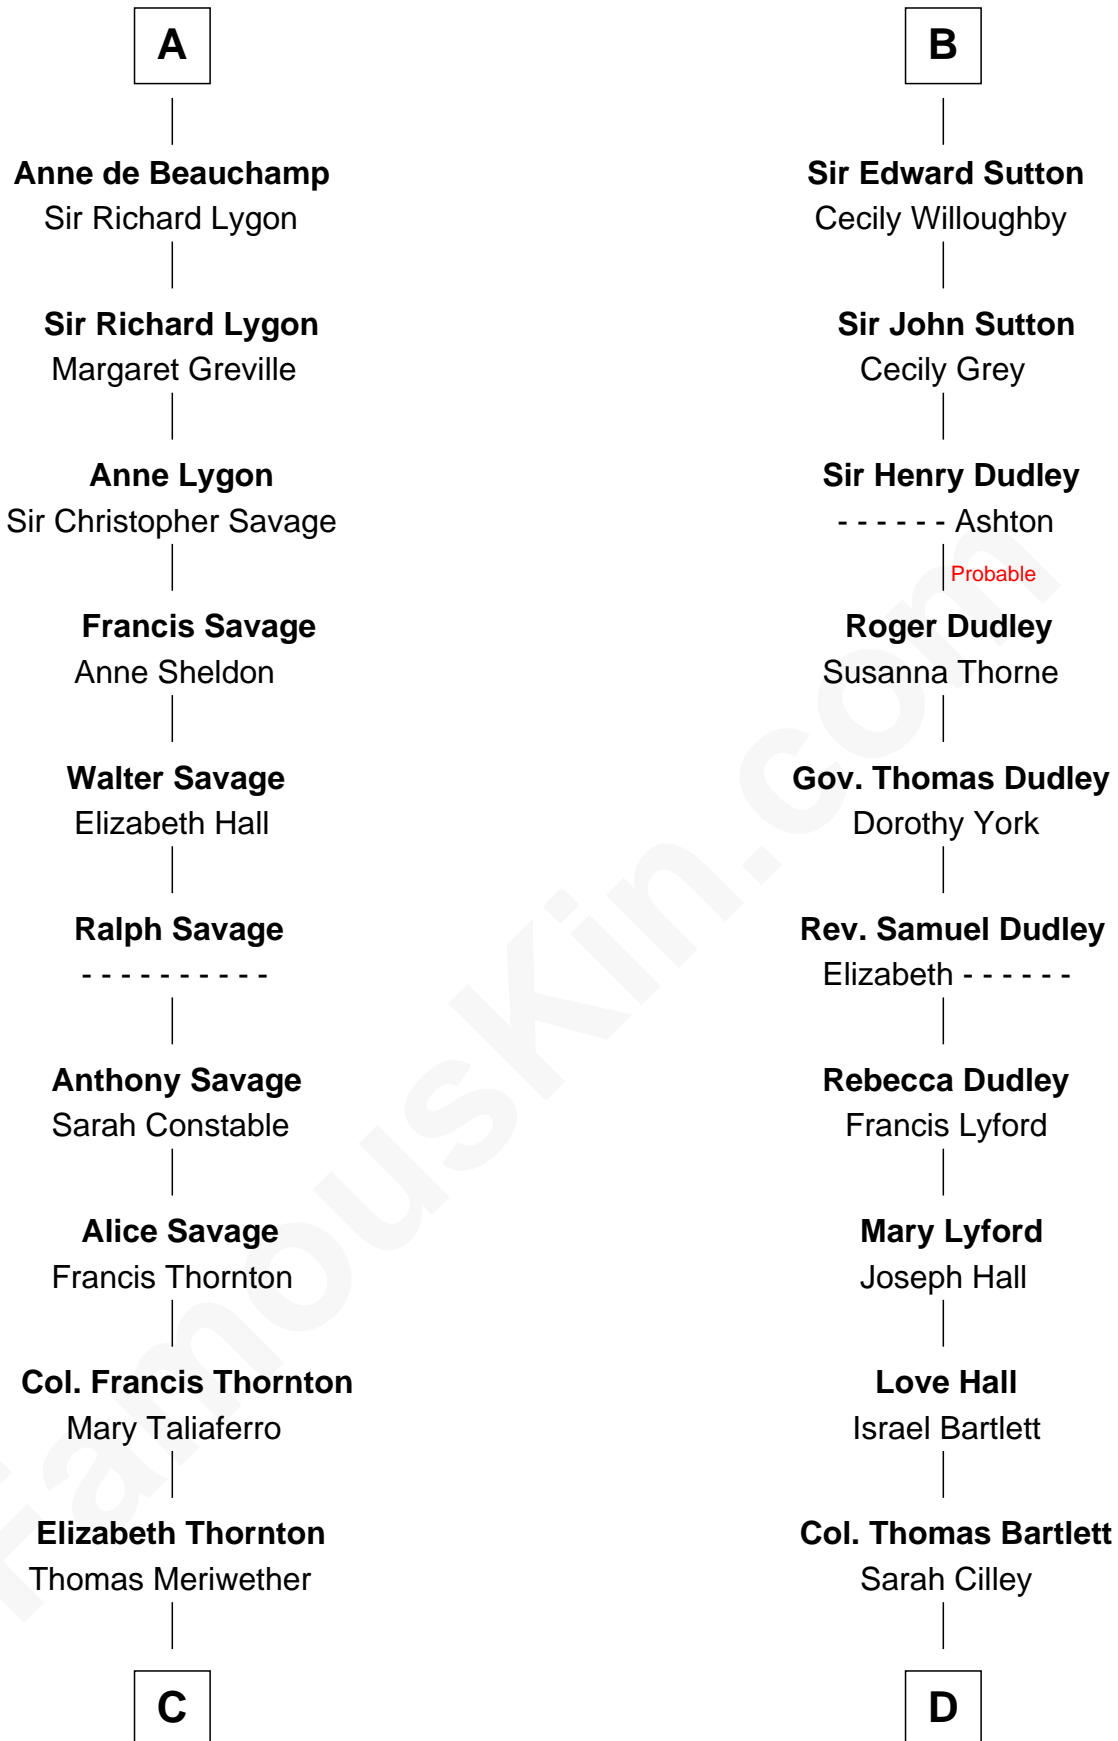 A
Anne de Beauchamp
Sir Richard Lygon
Sir Richard Lygon
Margaret Greville
Anne Lygon
Sir Christopher Savage
Francis Savage
Anne Sheldon
Walter Savage
Elizabeth Hall
Ralph Savage
- - - - - - - - - -
Anthony Savage
Sarah Constable
Alice Savage
Francis Thornton
Col. Francis Thornton
Mary Taliaferro
Elizabeth Thornton
Thomas Meriwether
C
B
Sir Edward Sutton
Cecily Willoughby
Sir John Sutton
Cecily Grey
Sir Henry Dudley
- - - - - - Ashton
Probable
Roger Dudley
Susanna Thorne
Gov. Thomas Dudley
Dorothy York
Rev. Samuel Dudley
Elizabeth - - - - - -
Rebecca Dudley
Francis Lyford
Mary Lyford
Joseph Hall
Love Hall
Israel Bartlett
Col. Thomas Bartlett
Sarah Cilley
D
FamousKin.com